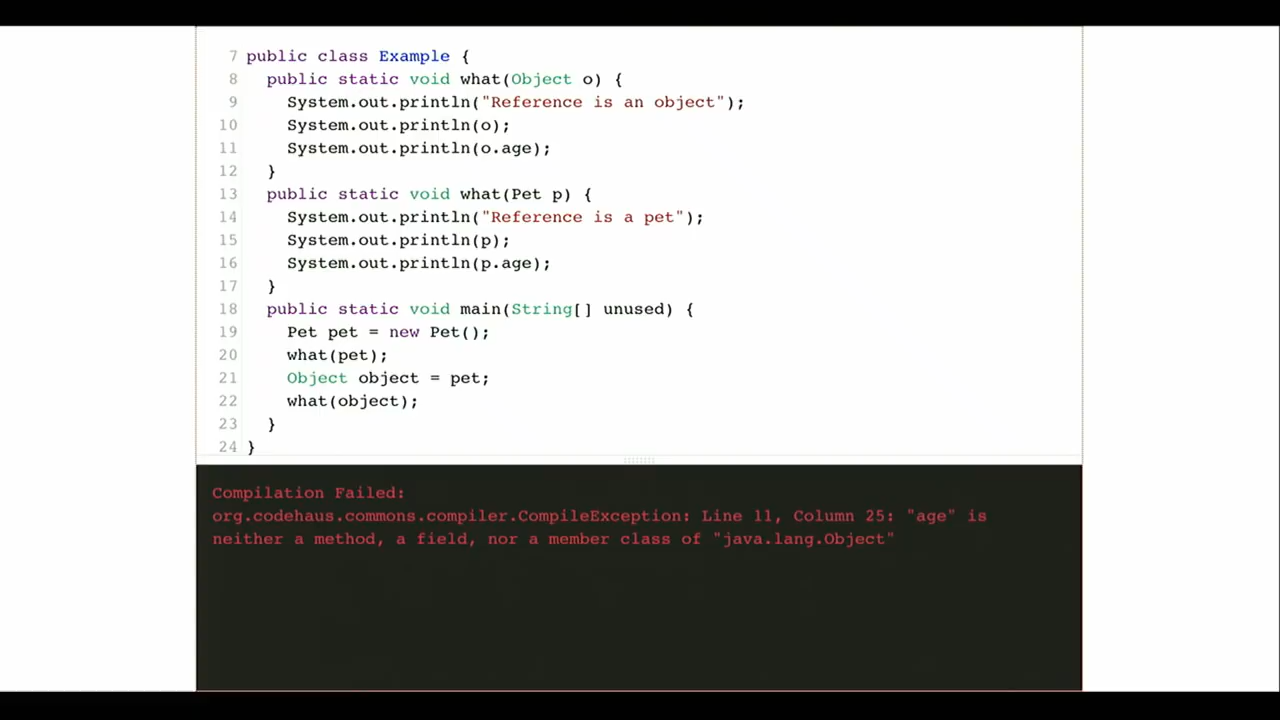 7 public class Example {
8 public static void what(Object o) {
9 System.out.println("Reference is an object");
10 System.out.println(o);
11 System.out.println(o.age);
12 }
13 public static void what(Pet p) {
14 System.out.println("Reference is a pet");
15 System.out.println(p);
16 System.out.println(p.age);
17 }
18 public static void main(String[] unused) {
19 Pet pet = new Pet();
20 what(pet);
21 Object object = pet;
22 what(object);
23 }
24 }
Compilation Failed:
org.codehaus.commons.compiler.CompileException: Line 11, Column 25: "age" is
neither a method, a field, nor a member class of "java.lang.Object"